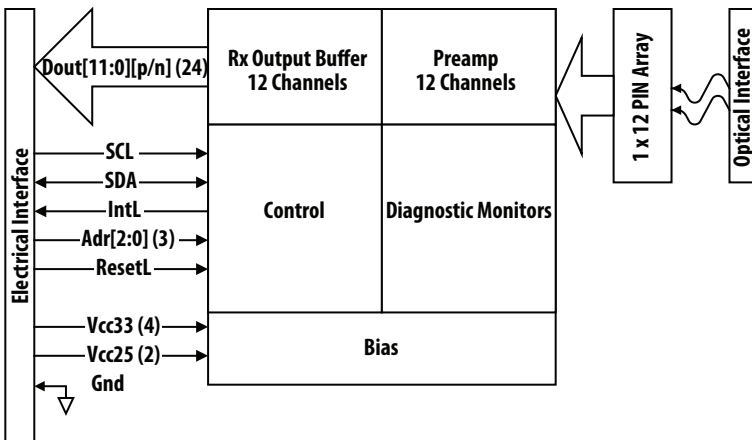 Electrical Interface
Dout[11:0][p/n] (24)
Rx Output Buffer
12 Channels
Preamp
12 Channels
1 x 12 PIN Array
Optical Interface
SCL
SDA
IntL
Adr[2:0] (3)
ResetL
Control
Diagnostic Monitors
Vcc33 (4)
Vcc25 (2)
Gnd
Bias